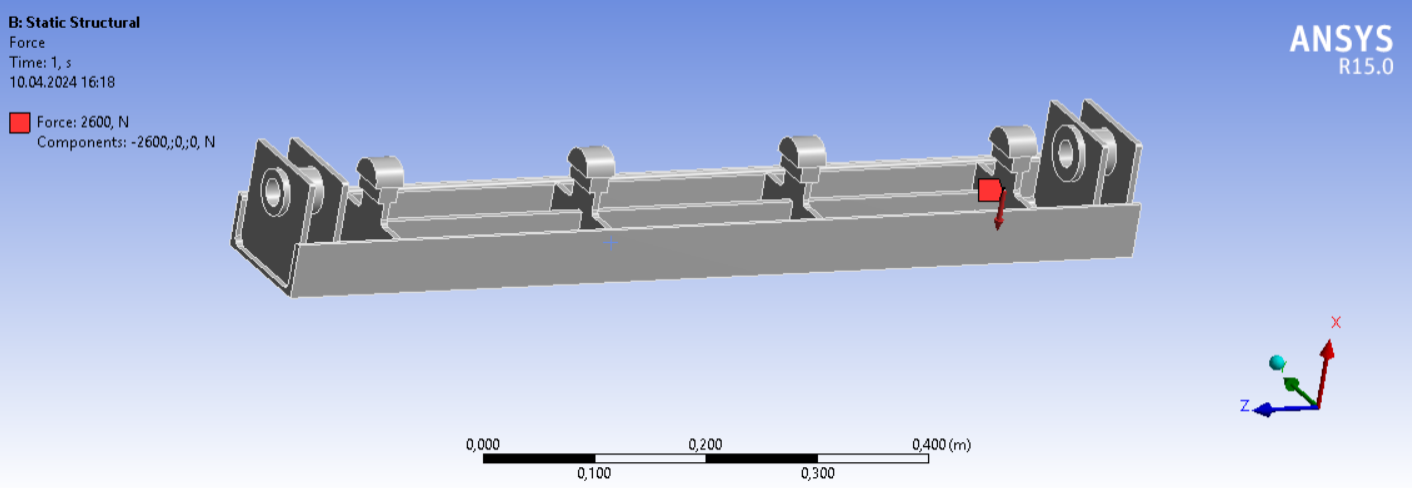 B: Static Structural
Force
Time: 1, s
10.04.2024 16:18
Force: 2600, N
Components: -2600,;0,;0, N
ANSYS
R15.0
X
Z
0,000 0,200 0,400 (m)
0,100 0,300